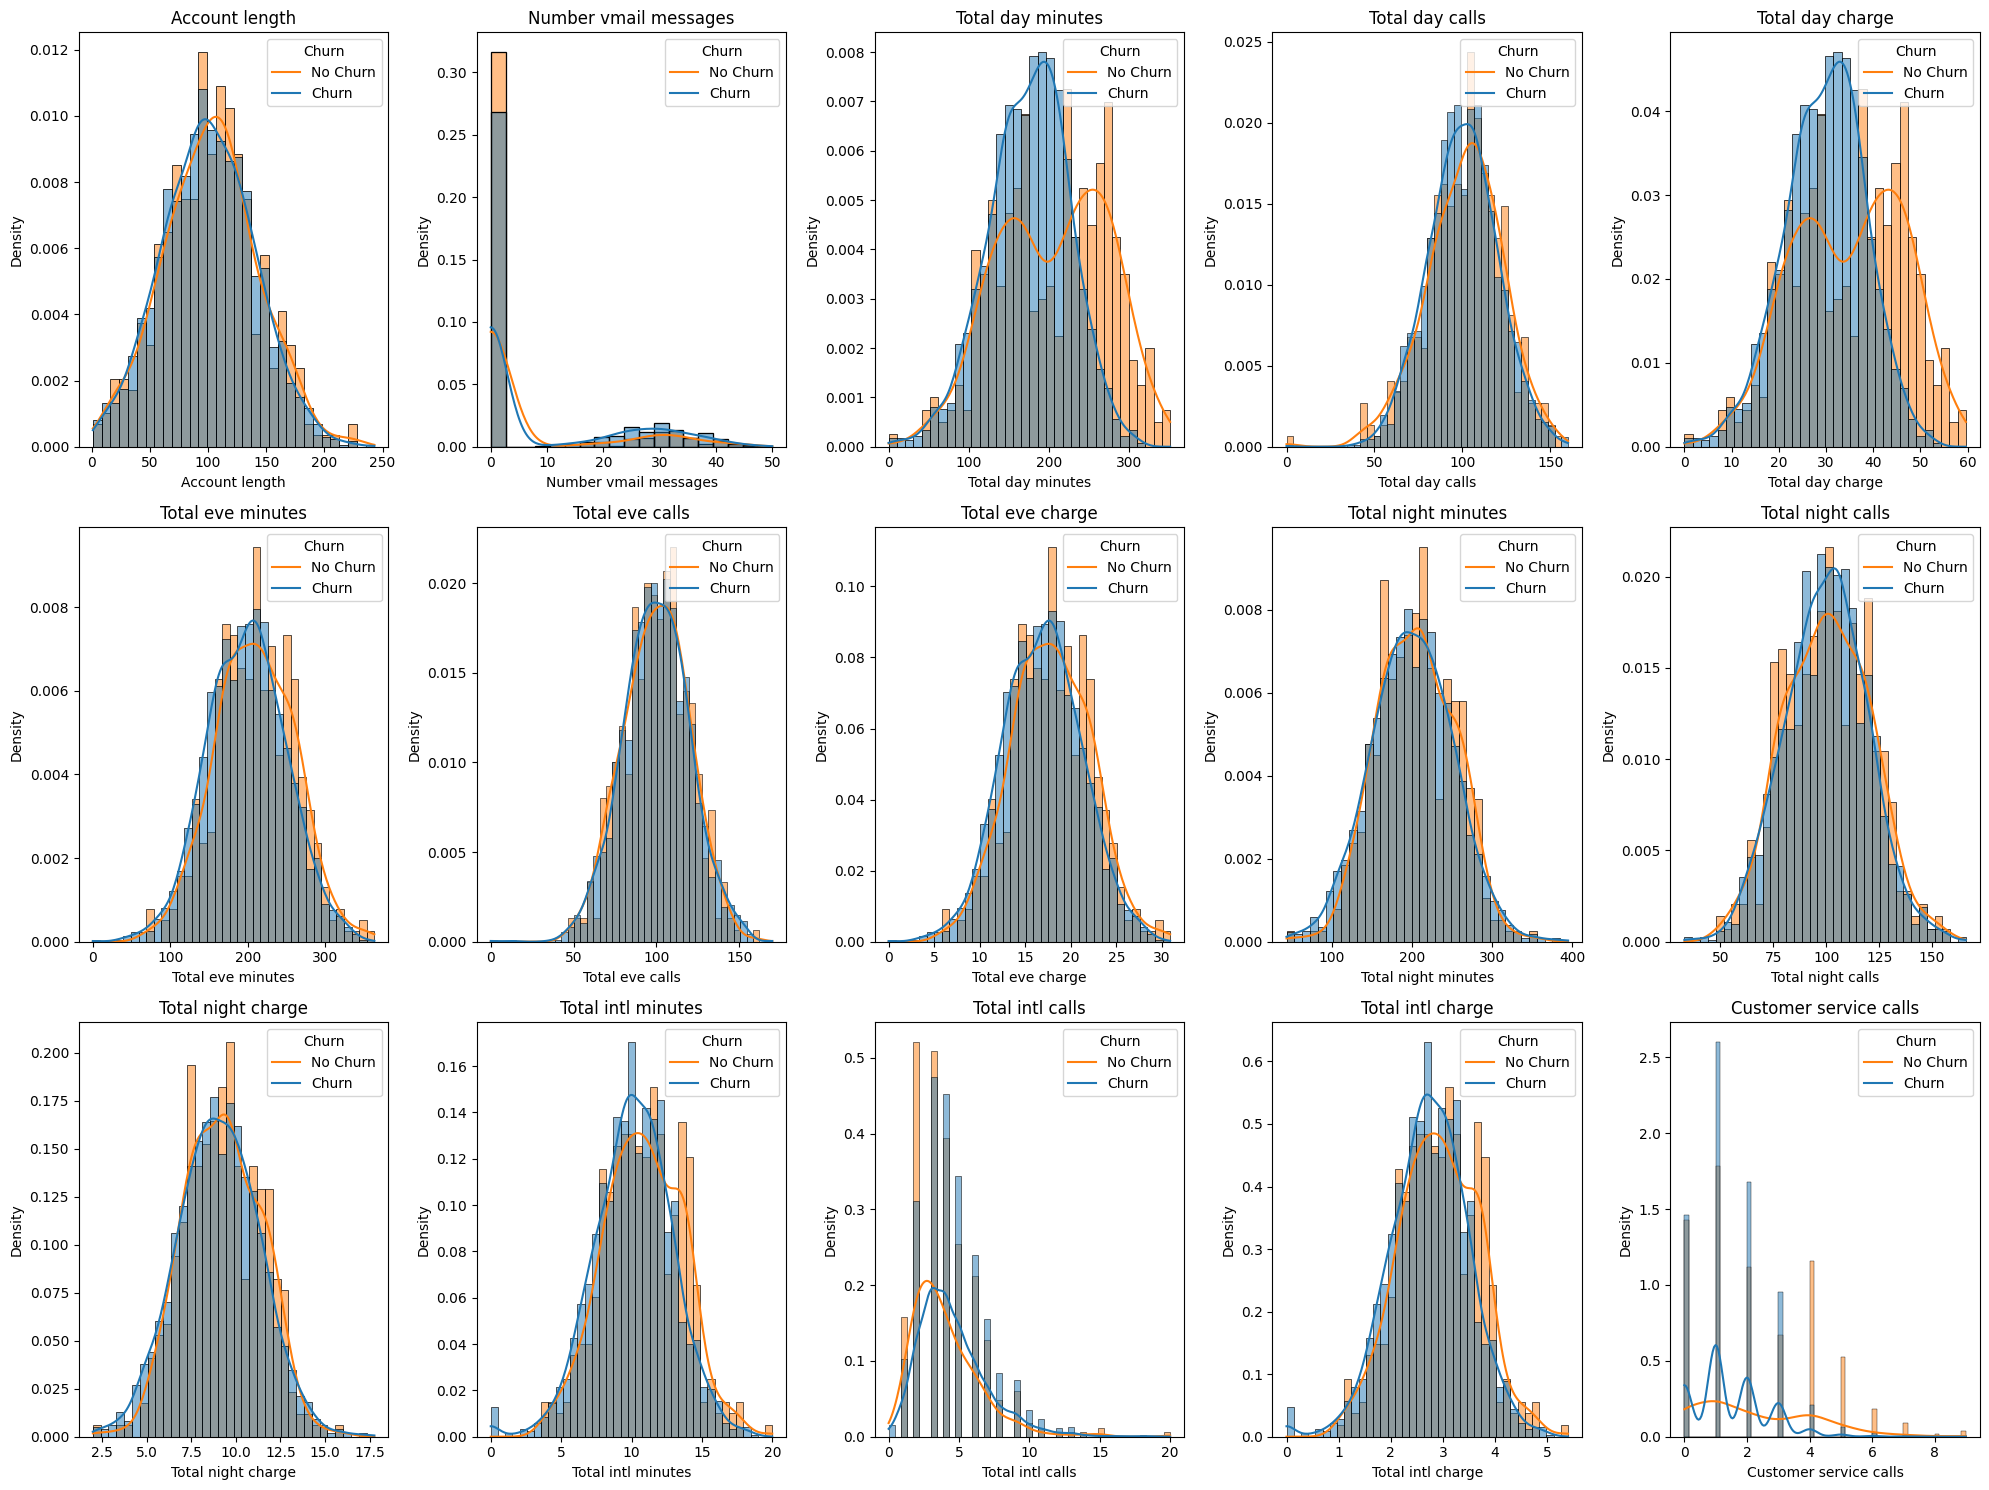 Account length
Number vmail messages
Total day minutes
Total day calls
Total day charge
Churn
No Churn
Churn
Churn
No Churn
Churn
Churn
No Churn
Churn
Churn
No Churn
Churn
Churn
No Churn
Churn
0.012
0.010
0.008
0.006
0.004
0.002
0.000
Density
0 50 100 150 200 250
Account length
0.30
0.25
0.20
0.15
0.10
0.05
0.00
Density
0 10 20 30 40 50
Number vmail messages
0.008
0.007
0.006
0.005
0.004
0.003
0.002
0.001
0.000
Density
0 100 200 300
Total day minutes
0.025
0.020
0.015
0.010
0.005
0.000
Density
0 50 100 150
Total day calls
0.04
0.03
0.02
0.01
0.00
Density
0 10 20 30 40 50 60
Total day charge
Total eve minutes
Total eve calls
Total eve charge
Total night minutes
Total night calls
Churn
No Churn
Churn
Churn
No Churn
Churn
Churn
No Churn
Churn
Churn
No Churn
Churn
Churn
No Churn
Churn
0.008
0.006
0.004
0.002
0.000
Density
0 100 200 300
Total eve minutes
0.020
0.015
0.010
0.005
0.000
Density
0 50 100 150
Total eve calls
0.10
0.08
0.06
0.04
0.02
0.00
Density
0 5 10 15 20 25 30
Total eve charge
0.008
0.006
0.004
0.002
0.000
Density
100 200 300 400
Total night minutes
0.020
0.015
0.010
0.005
0.000
Density
50 75 100 125 150
Total night calls
Total night charge
Total intl minutes
Total intl calls
Total intl charge
Customer service calls
Churn
No Churn
Churn
Churn
No Churn
Churn
Churn
No Churn
Churn
Churn
No Churn
Churn
Churn
No Churn
Churn
0.200
0.175
0.150
0.125
0.100
0.075
0.050
0.025
0.000
Density
2.5 5.0 7.5 10.0 12.5 15.0 17.5
Total night charge
0.16
0.14
0.12
0.10
0.08
0.06
0.04
0.02
0.00
Density
0 5 10 15 20
Total intl minutes
0.5
0.4
0.3
0.2
0.1
0.0
Density
0 5 10 15 20
Total intl calls
0.6
0.5
0.4
0.3
0.2
0.1
0.0
Density
0 1 2 3 4 5
Total intl charge
2.5
2.0
1.5
1.0
0.5
0.0
Density
0 2 4 6 8
Customer service calls